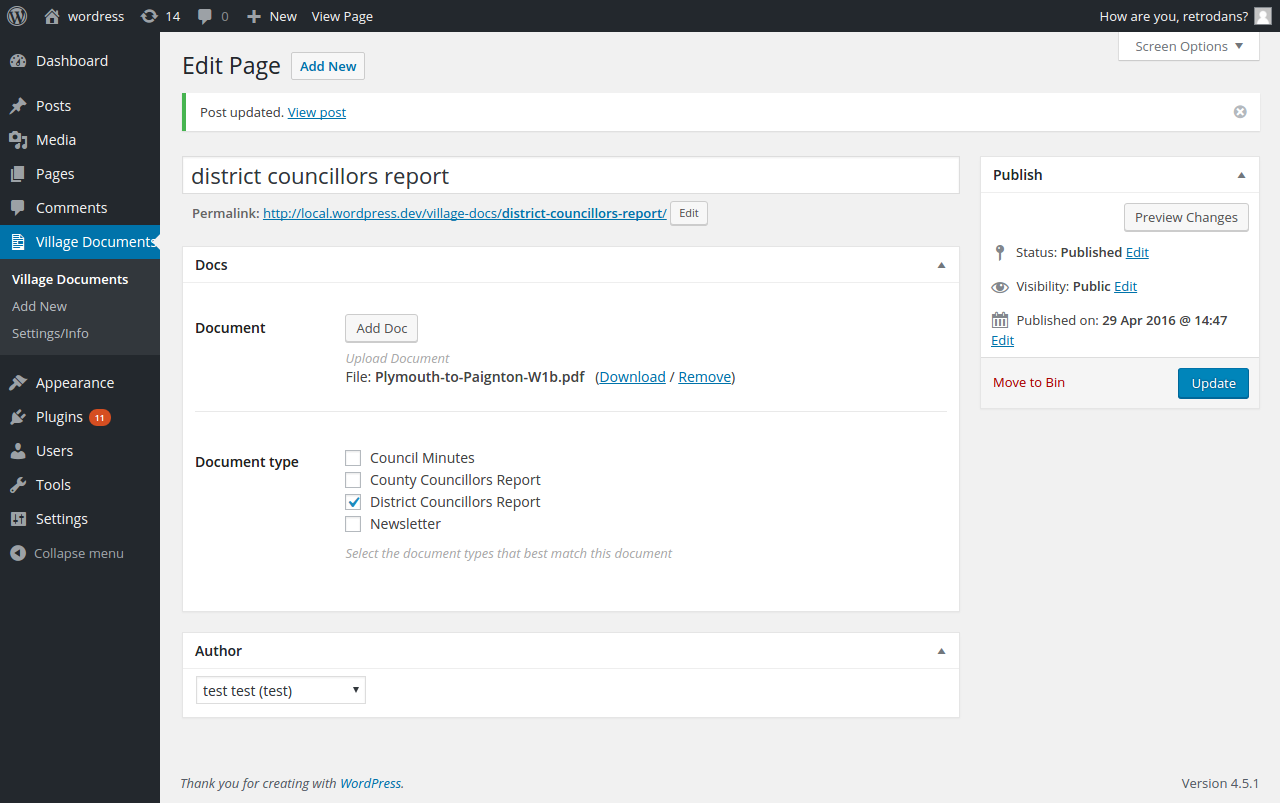 wordress 14 0 New View Page How are you, retrodans?
Screen Options
Dashboard
Posts
Media
Pages
Comments
Village Documents
Village Documents
Add New
Settings/Info
Appearance
Plugins 11
Users
Tools
Settings
Collapse menu
Edit Page Add New
Post updated. View post
district councillors report
Permalink: http://local.wordpress.dev/village-docs/district-councillors-report/ Edit
Docs
Document Add Doc
Upload Document
File: Plymouth-to-Paignton-W1b.pdf (Download / Remove)
Document type
Council Minutes
County Councillors Report
District Councillors Report
Newsletter
Select the document types that best match this document
Author
test test (test)
Publish
Preview Changes
Status: Published Edit
Visibility: Public Edit
Published on: 29 Apr 2016 @ 14:47
Edit
Move to Bin Update
Thank you for creating with WordPress. Version 4.5.1